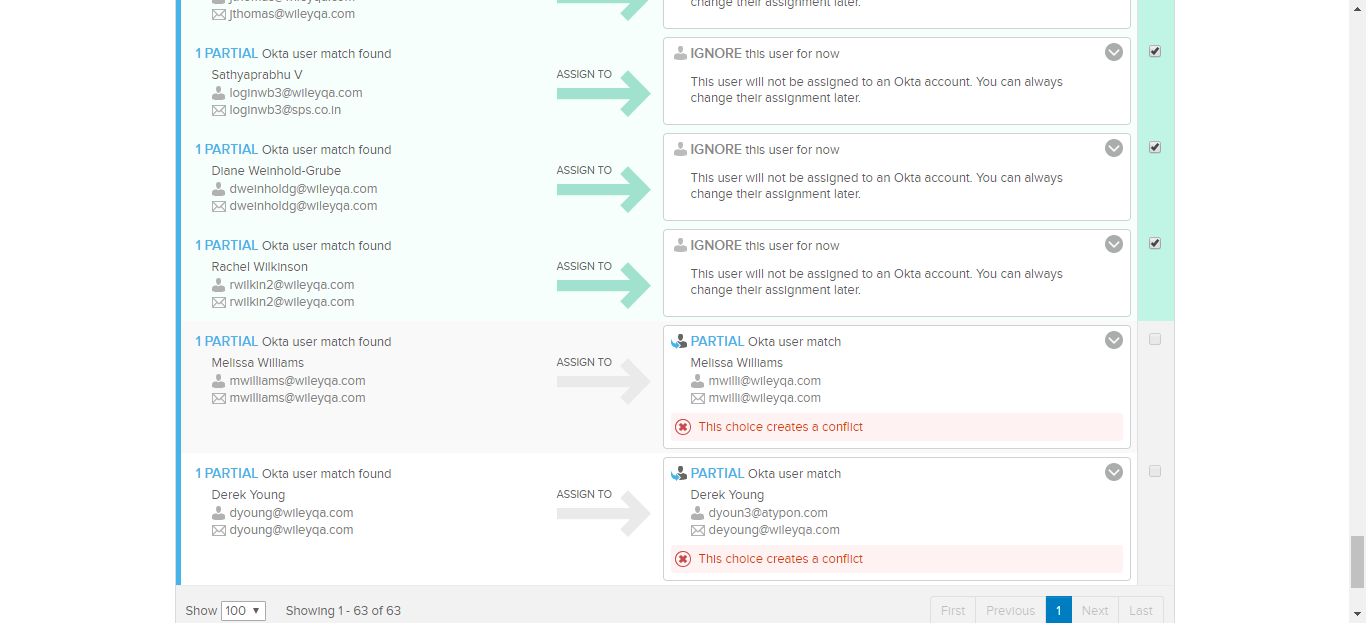 jthomas@wileyqa.com
change their assignment later.
1 PARTIAL Okta user match found
Sathyaprabhu V
loginwb3@wileyqa.com
loginwb3@sps.co.in
ASSIGN TO
IGNORE this user for now
This user will not be assigned to an Okta account. You can always
change their assignment later.
1 PARTIAL Okta user match found
Diane Weinhold-Grube
dweinholdg@wileyqa.com
dweinholdg@wileyqa.com
ASSIGN TO
IGNORE this user for now
This user will not be assigned to an Okta account. You can always
change their assignment later.
1 PARTIAL Okta user match found
Rachel Wilkinson
rwilkin2@wileyqa.com
rwilkin2@wileyqa.com
ASSIGN TO
IGNORE this user for now
This user will not be assigned to an Okta account. You can always
change their assignment later.
1 PARTIAL Okta user match found
Melissa Williams
mwilliams@wileyqa.com
mwilliams@wileyqa.com
ASSIGN TO
PARTIAL Okta user match
Melissa Williams
mwilli@wileyqa.com
mwilli@wileyqa.com
This choice creates a conflict
1 PARTIAL Okta user match found
Derek Young
dyoung@wileyqa.com
dyoung@wileyqa.com
ASSIGN TO
PARTIAL Okta user match
Derek Young
dyoun3@atypon.com
deyoung@wileyqa.com
This choice creates a conflict
Show 100 Showing 1 - 63 of 63
First Previous 1 Next Last